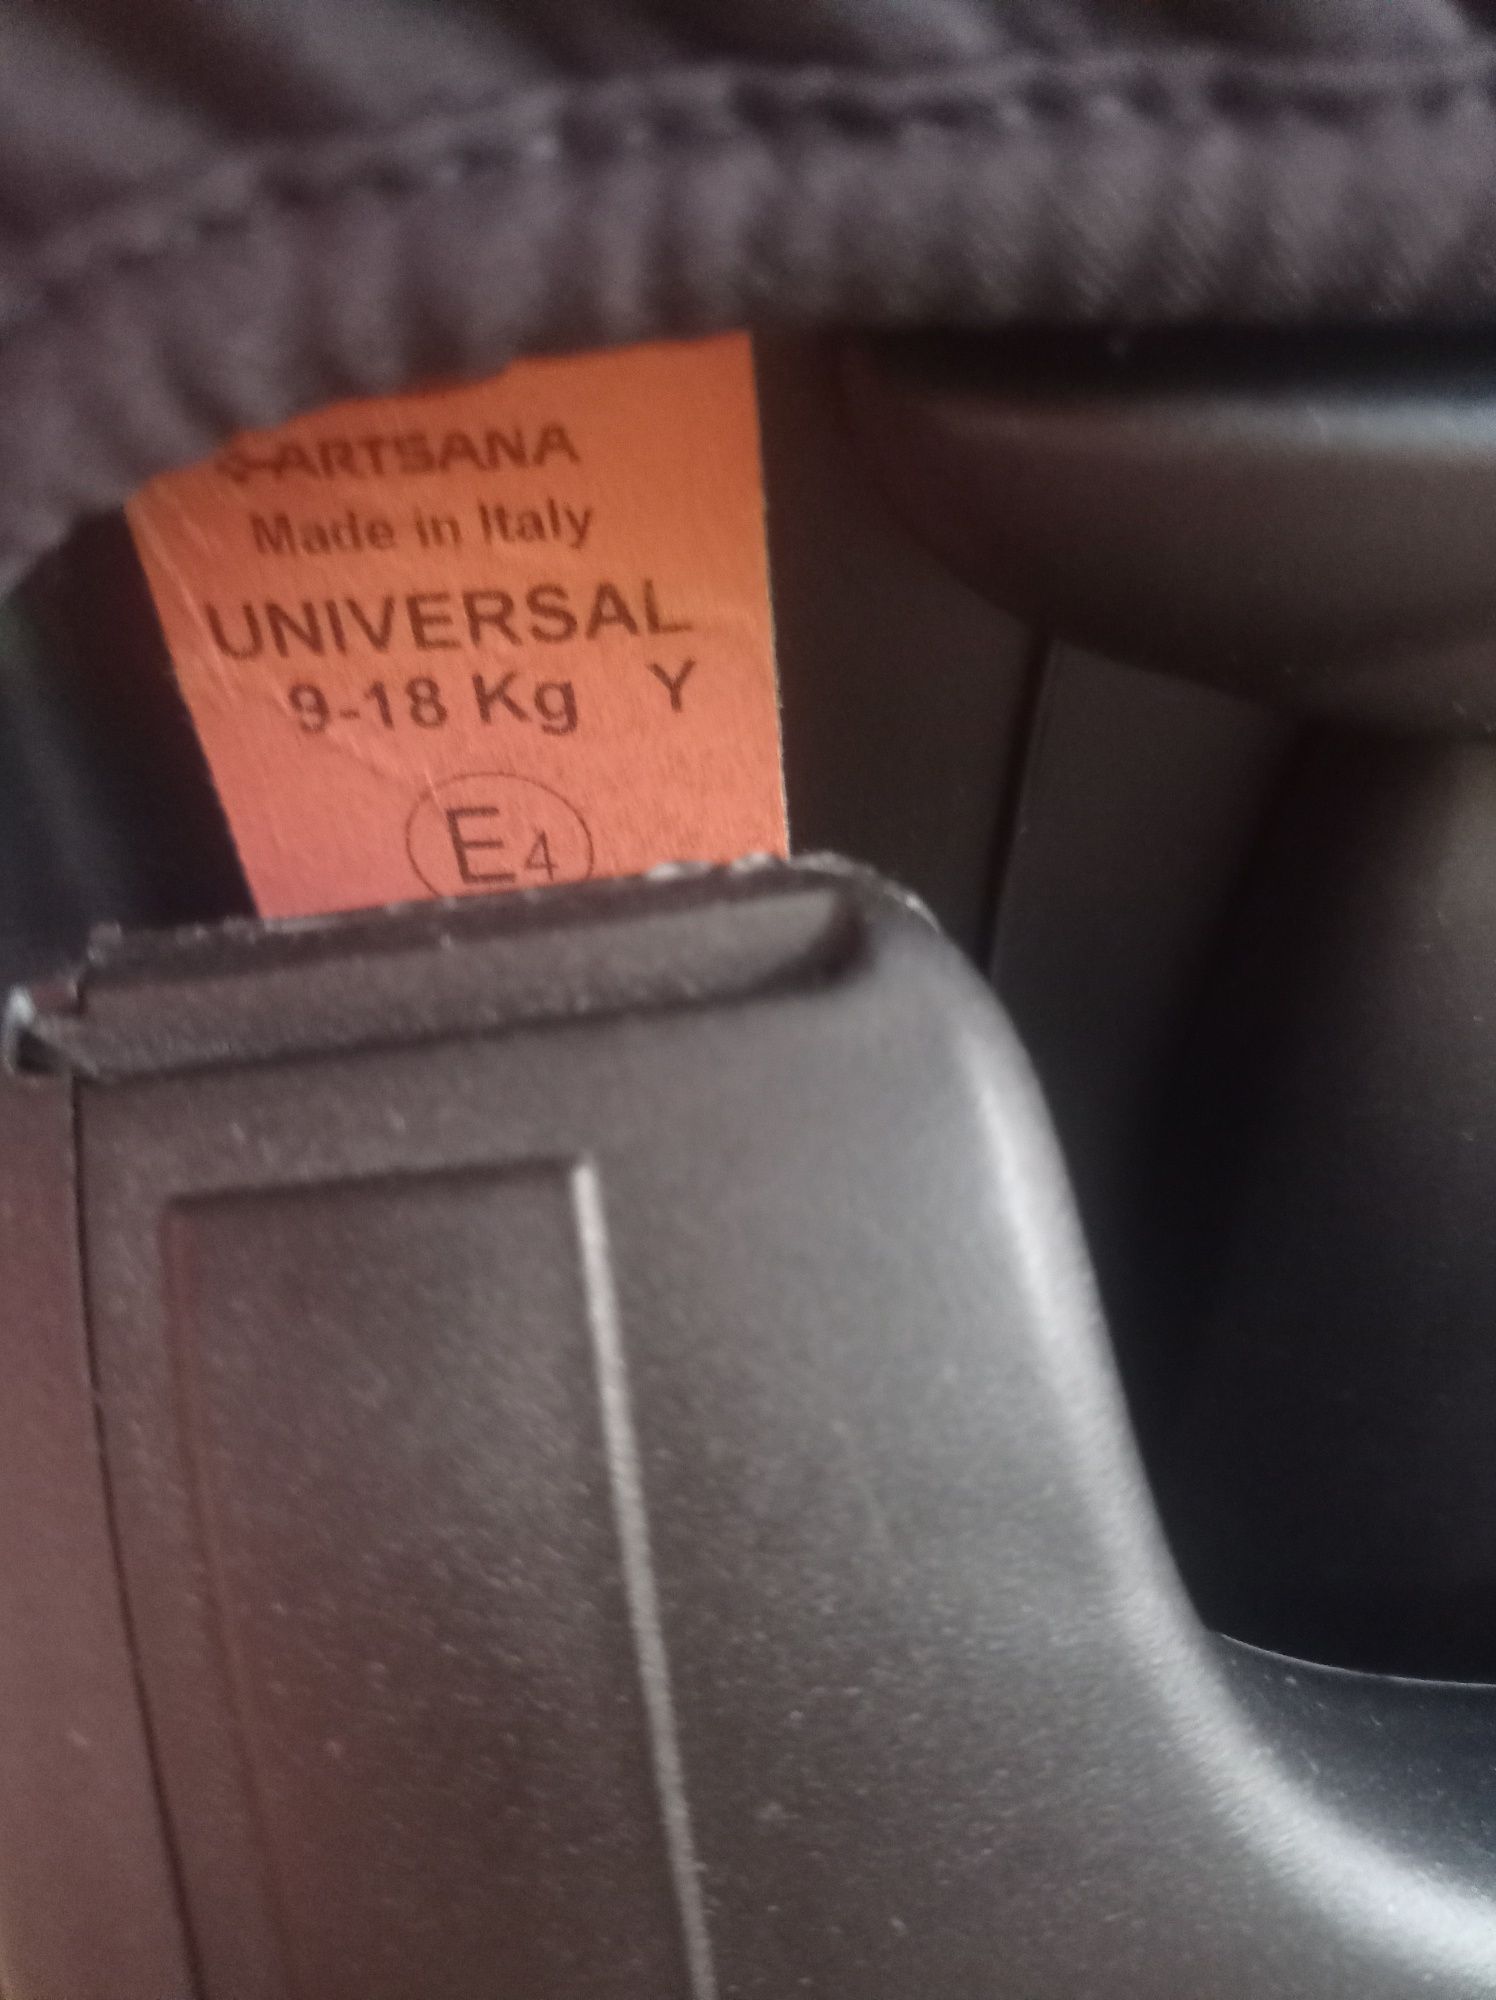 ARTSANA
Made in Italy
UNIVERSAL
9-18 Kg Y
E4